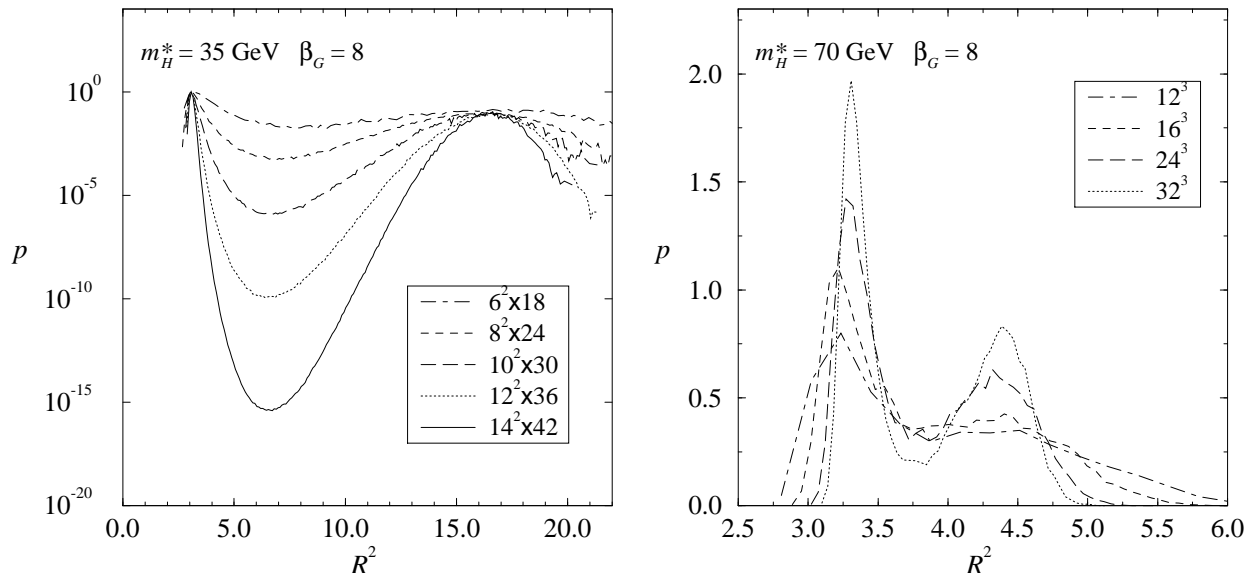 m*_H = 35 GeV β_G = 8
10^0
10^-5
10^-10
10^-15
10^-20
p
6^2x18
8^2x24
10^2x30
12^2x36
14^2x42
0.0 5.0 10.0 15.0 20.0
R^2
m*_H = 70 GeV β_G = 8
2.0
1.5
1.0
0.5
0.0
p
12^3
16^3
24^3
32^3
2.5 3.0 3.5 4.0 4.5 5.0 5.5 6.0
R^2